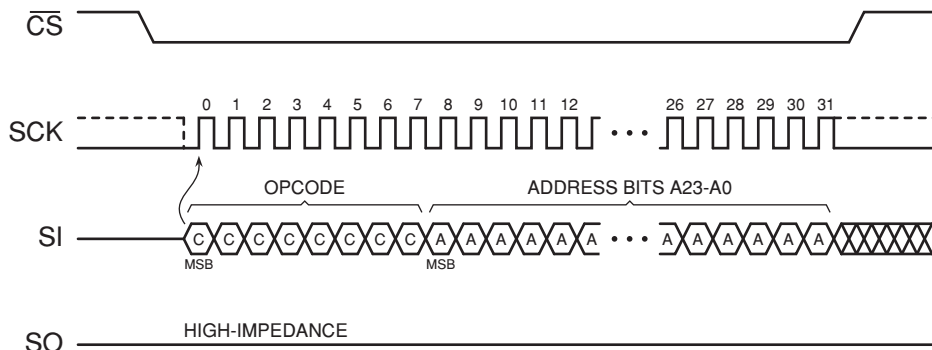 CS
0 1 2 3 4 5 6 7 8 9 10 11 12 26 27 28 29 30 31
SCK
OPCODE ADDRESS BITS A23-A0
SI C C C C C C C C A A A A A A A A A A A A
MSB MSB
HIGH-IMPEDANCE
SO